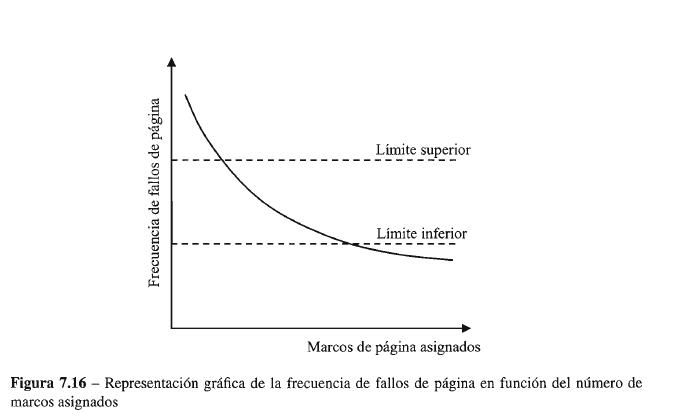 Frecuencia de fallos de página
Límite superior
Límite inferior
Marcos de página asignados
Figura 7.16 – Representación gráfica de la frecuencia de fallos de página en función del número de
marcos asignados